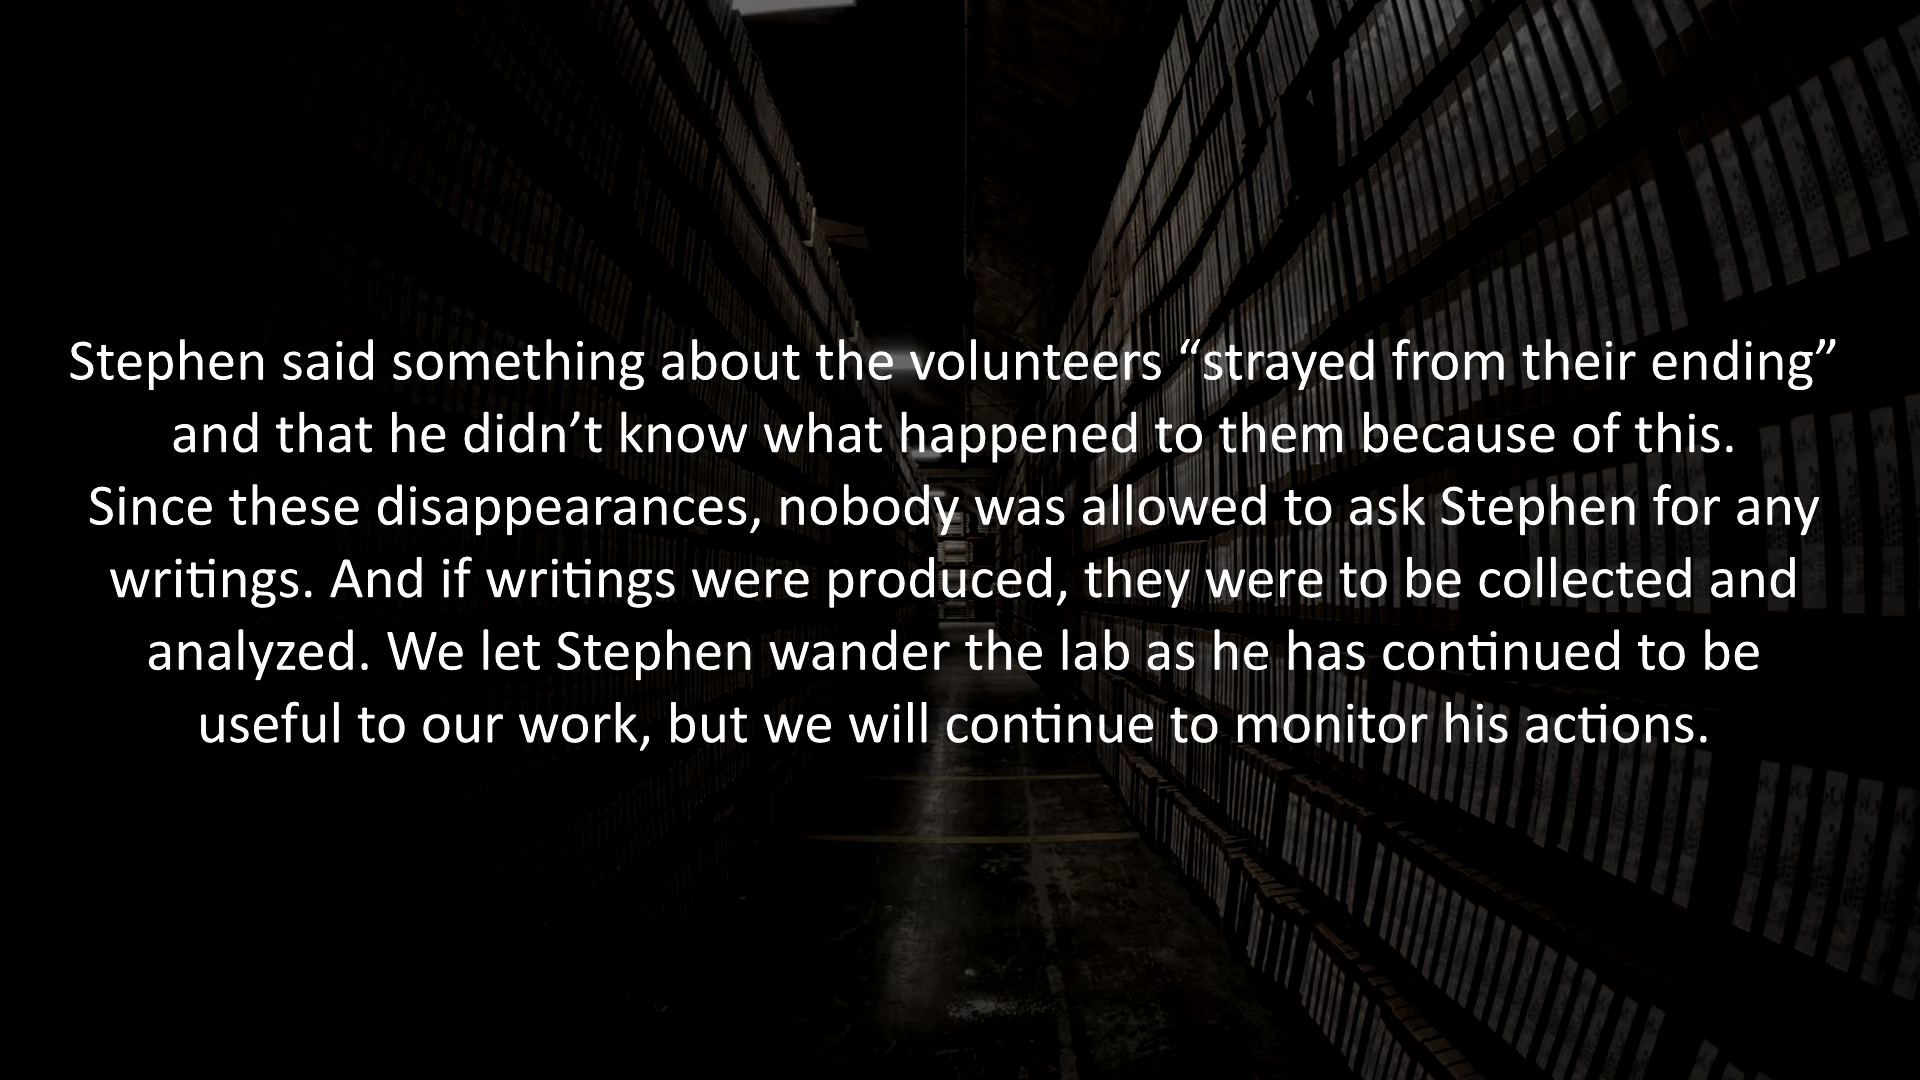 Stephen said something about the volunteers “strayed from their ending”
and that he didn’t know what happened to them because of this.
Since these disappearances, nobody was allowed to ask Stephen for any
writings. And if writings were produced, they were to be collected and
analyzed. We let Stephen wander the lab as he has continued to be
useful to our work, but we will continue to monitor his actions.